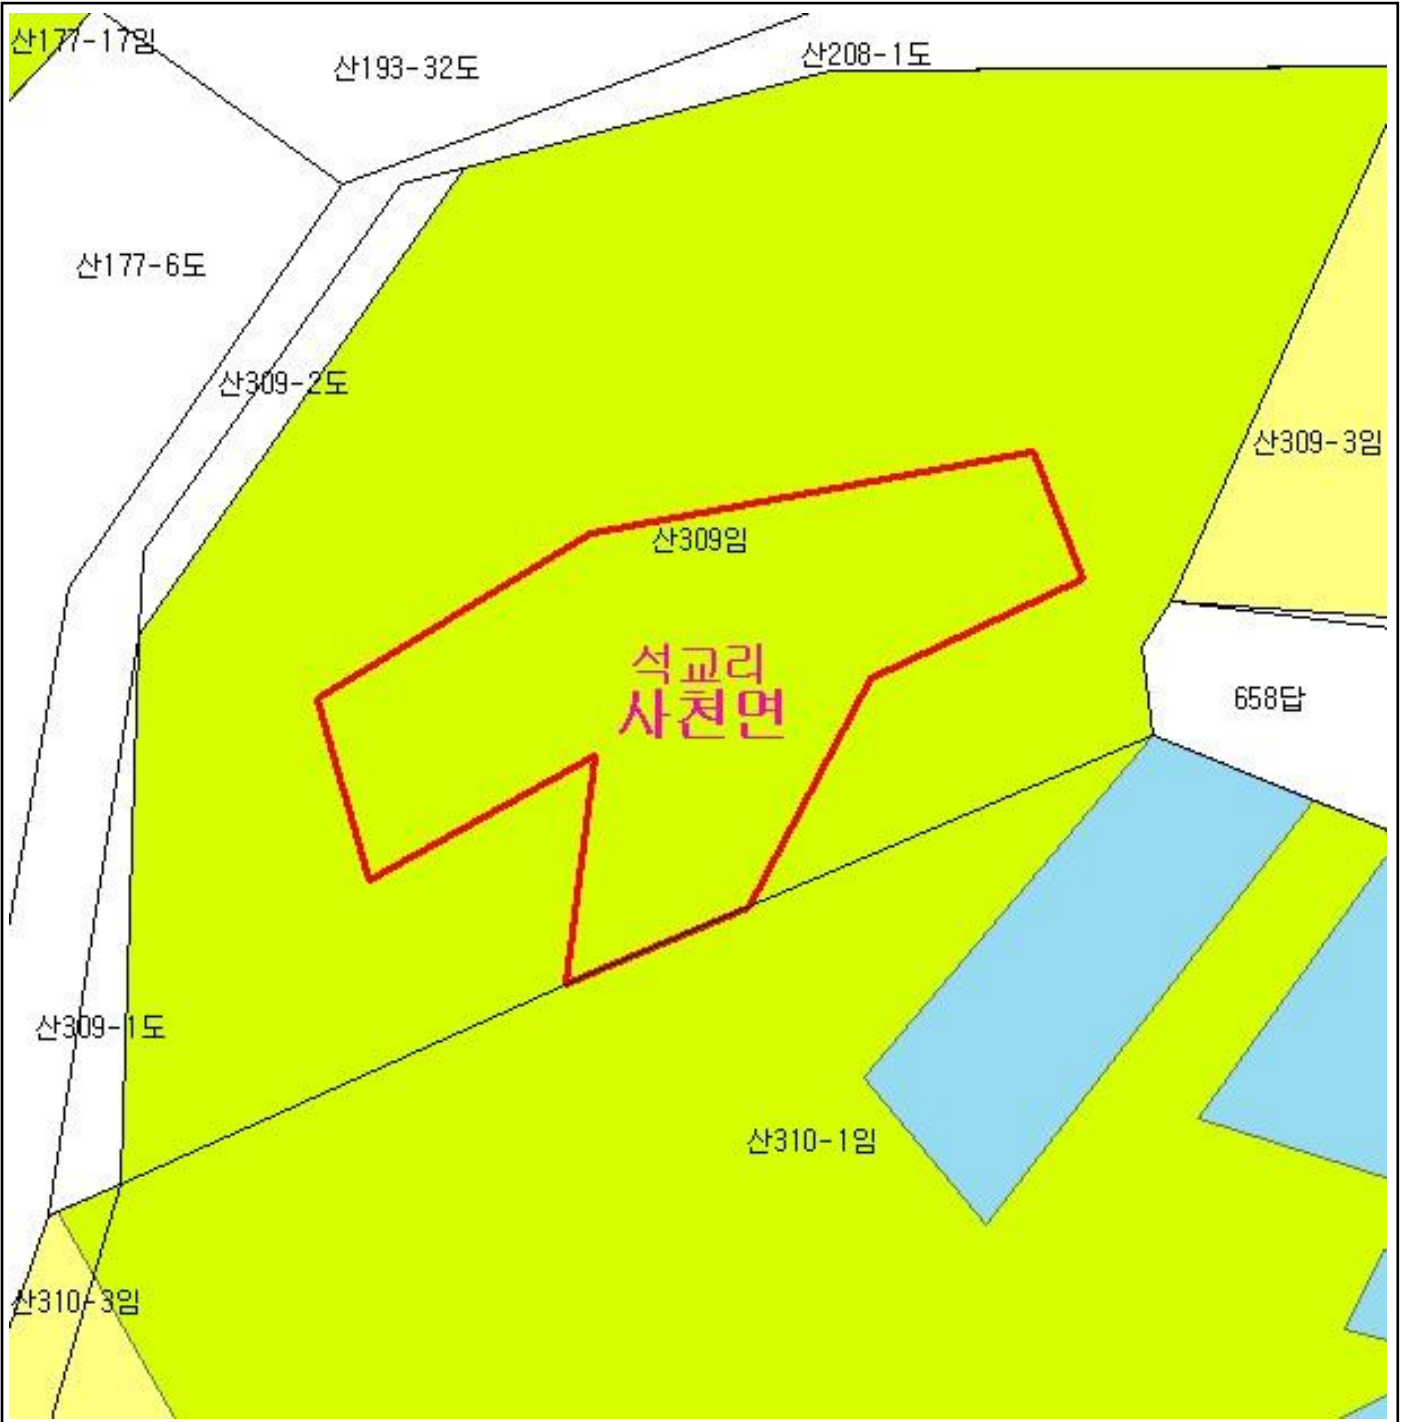 산177-17임
산193-32도
산208-1도
산177-6도
산309-2도
산309-3임
산309임
석교리
사천면
658답
산309-1도
산310-1임
산310-3임